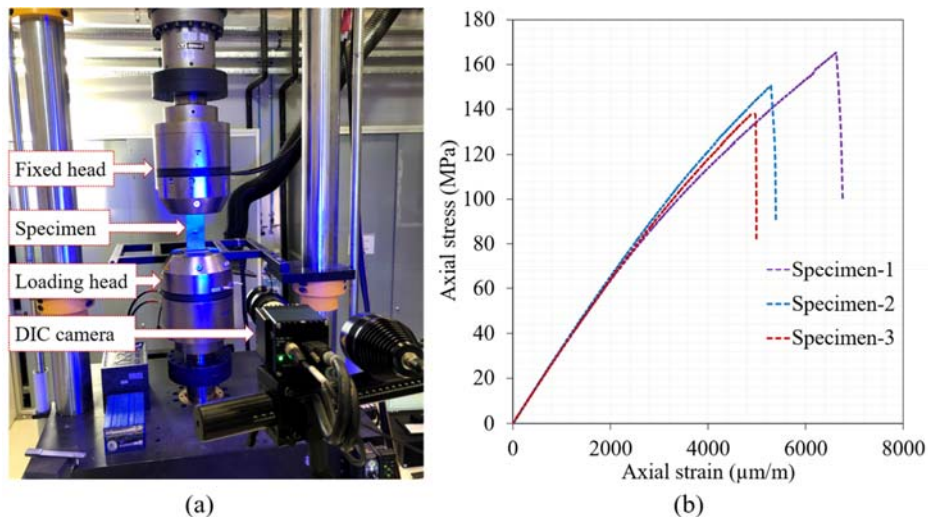 Fixed head
Specimen
Loading head
DIC camera
(a)
180
160
140
120
100
80
60
40
20
0
Axial stress (MPa)
0 2000 4000 6000 8000
Axial strain (µm/m)
Specimen-1
Specimen-2
Specimen-3
(b)